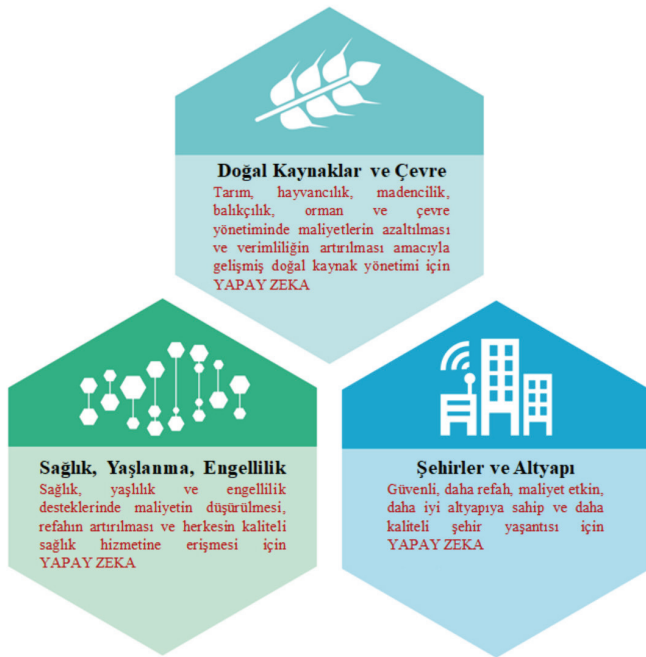 Doğal Kaynaklar ve Çevre
Tarım, hayvancılık, madencilik,
balıkçılık, orman ve çevre
yönetiminde maliyetlerin azaltılması
ve verimliliğin artırılması amacıyla
gelişmiş doğal kaynak yönetimi için
YAPAY ZEKA
Sağlık, Yaşlanma, Engellilik
Sağlık, yaşlılık ve engellilik
desteklerinde maliyetin düşürülmesi,
refahın artırılması ve herkesin kaliteli
sağlık hizmetine erişmesi için
YAPAY ZEKA
Şehirler ve Altyapı
Güvenli, daha refah, maliyet etkin,
daha iyi altyapıya sahip ve daha
kaliteli şehir yaşantısı için
YAPAY ZEKA